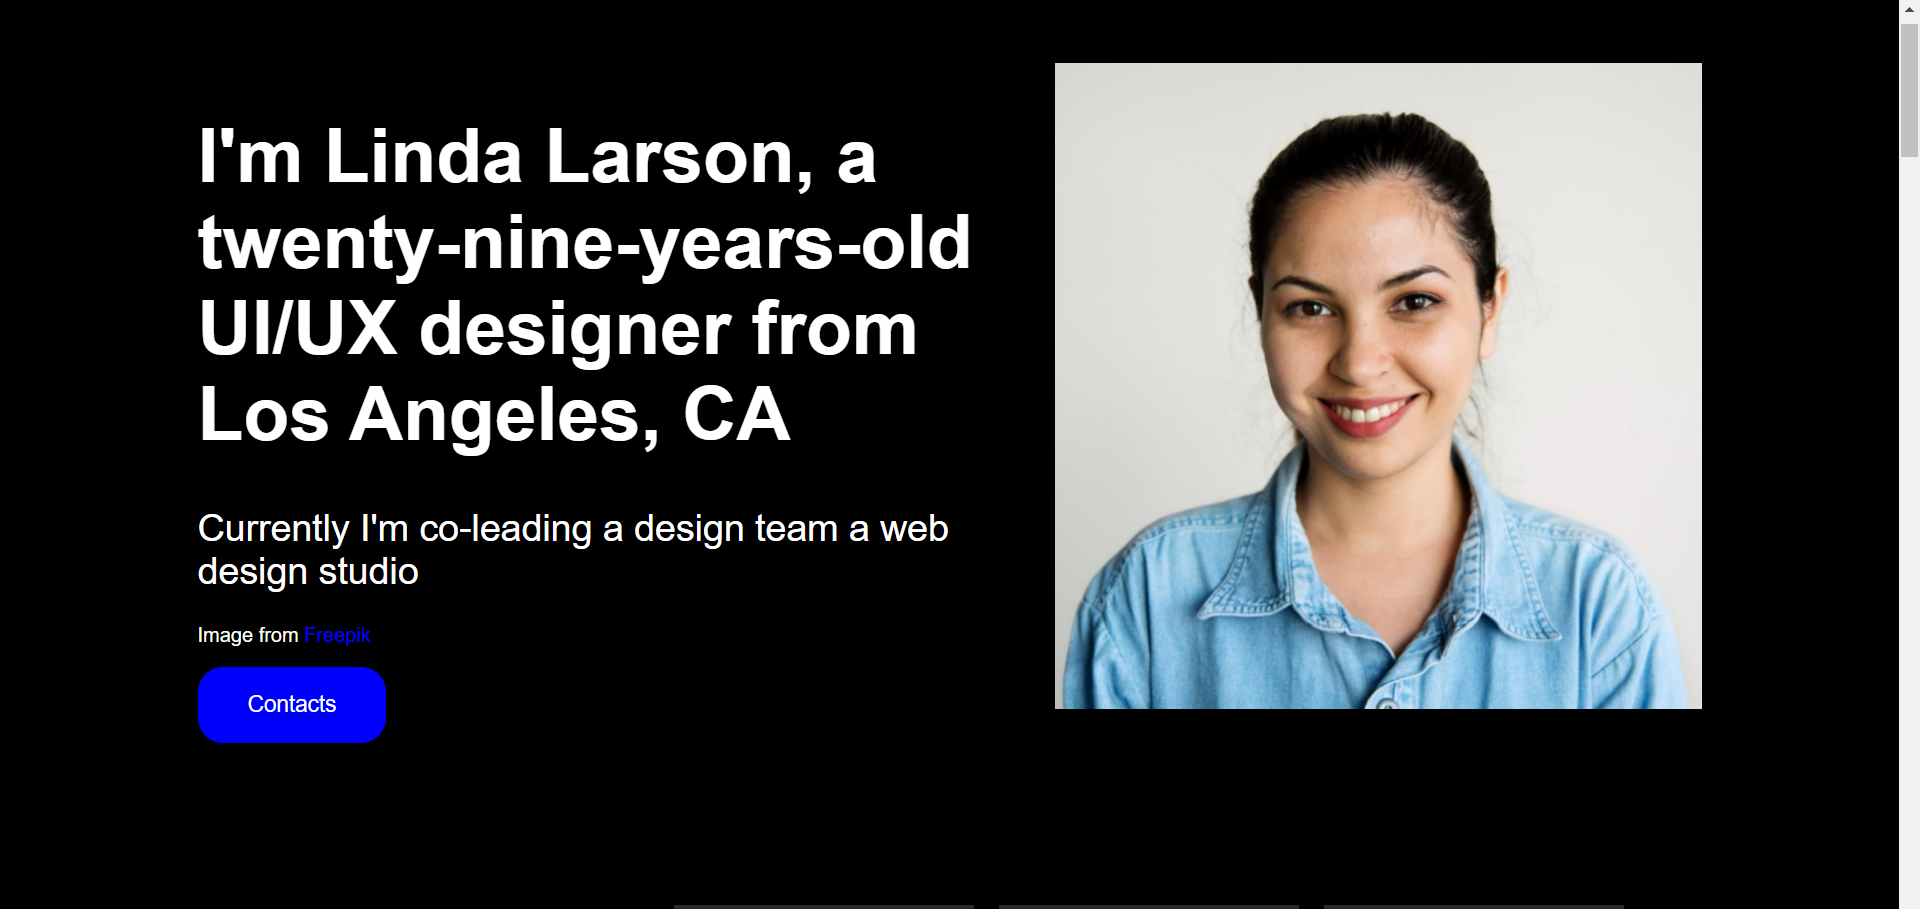 I'm Linda Larson, a
twenty-nine-years-old
UI/UX designer from
Los Angeles, CA
Currently I'm co-leading a design team a web
design studio
Image from Freepik
Contacts